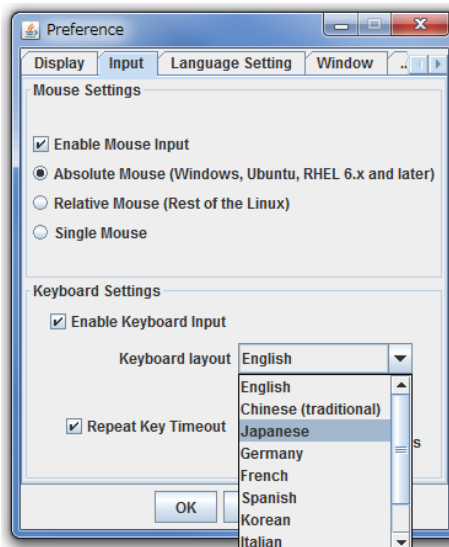 Preference
Display Input Language Setting Window ..
Mouse Settings
Enable Mouse Input
Absolute Mouse (Windows, Ubuntu, RHEL 6.x and later)
Relative Mouse (Rest of the Linux)
Single Mouse
Keyboard Settings
Enable Keyboard Input
Keyboard layout English
English
Chinese (traditional)
Repeat Key Timeout Japanese
s
Germany
French
Spanish
OK
Korean
Italian